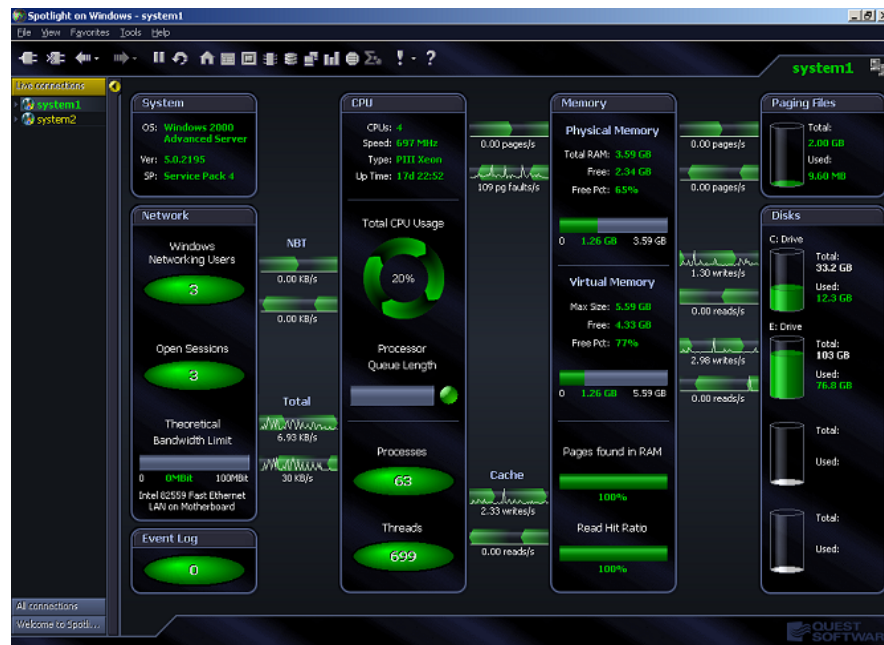 Spotlight on Windows - system1
File View Favorites Tools Help
system1
Live connections
system1
system2
All connections
Welcome to Spotli...
System
OS: Windows 2000
Advanced Server
Ver: 5.0.2195
SP: Service Pack 4
Network
Windows
Networking Users
3
Open Sessions
3
Theoretical
Bandwidth Limit
0 0MBit 100MBit
Intel 82559 Fast Ethernet
LAN on Motherboard
Event Log
0
NBT
0.00 KB/s
0.00 KB/s
Total
6.93 KB/s
30 KB/s
CPU
CPUs: 4
Speed: 697 MHz
Type: PIII Xeon
Up Time: 17d 22:52
Total CPU Usage
20%
Processor
Queue Length
Processes
63
Threads
699
0.00 pages/s
109 pg faults/s
Cache
2.33 writes/s
0.00 reads/s
Memory
Physical Memory
Total RAM: 3.59 GB
Free: 2.34 GB
Free Pct: 65%
0 1.26 GB 3.59 GB
Virtual Memory
Max Size: 5.59 GB
Free: 4.33 GB
Free Pct: 77%
0 1.26 GB 5.59 GB
Pages found in RAM
100%
Read Hit Ratio
100%
0.00 pages/s
0.00 pages/s
1.30 writes/s
0.00 reads/s
2.98 writes/s
0.00 reads/s
Paging Files
Total:
2.00 GB
Used:
9.60 MB
Disks
C: Drive
Total:
33.2 GB
Used:
12.3 GB
E: Drive
Total:
103 GB
Used:
76.8 GB
Total:
Used:
Total:
Used:
QUEST
SOFTWAR